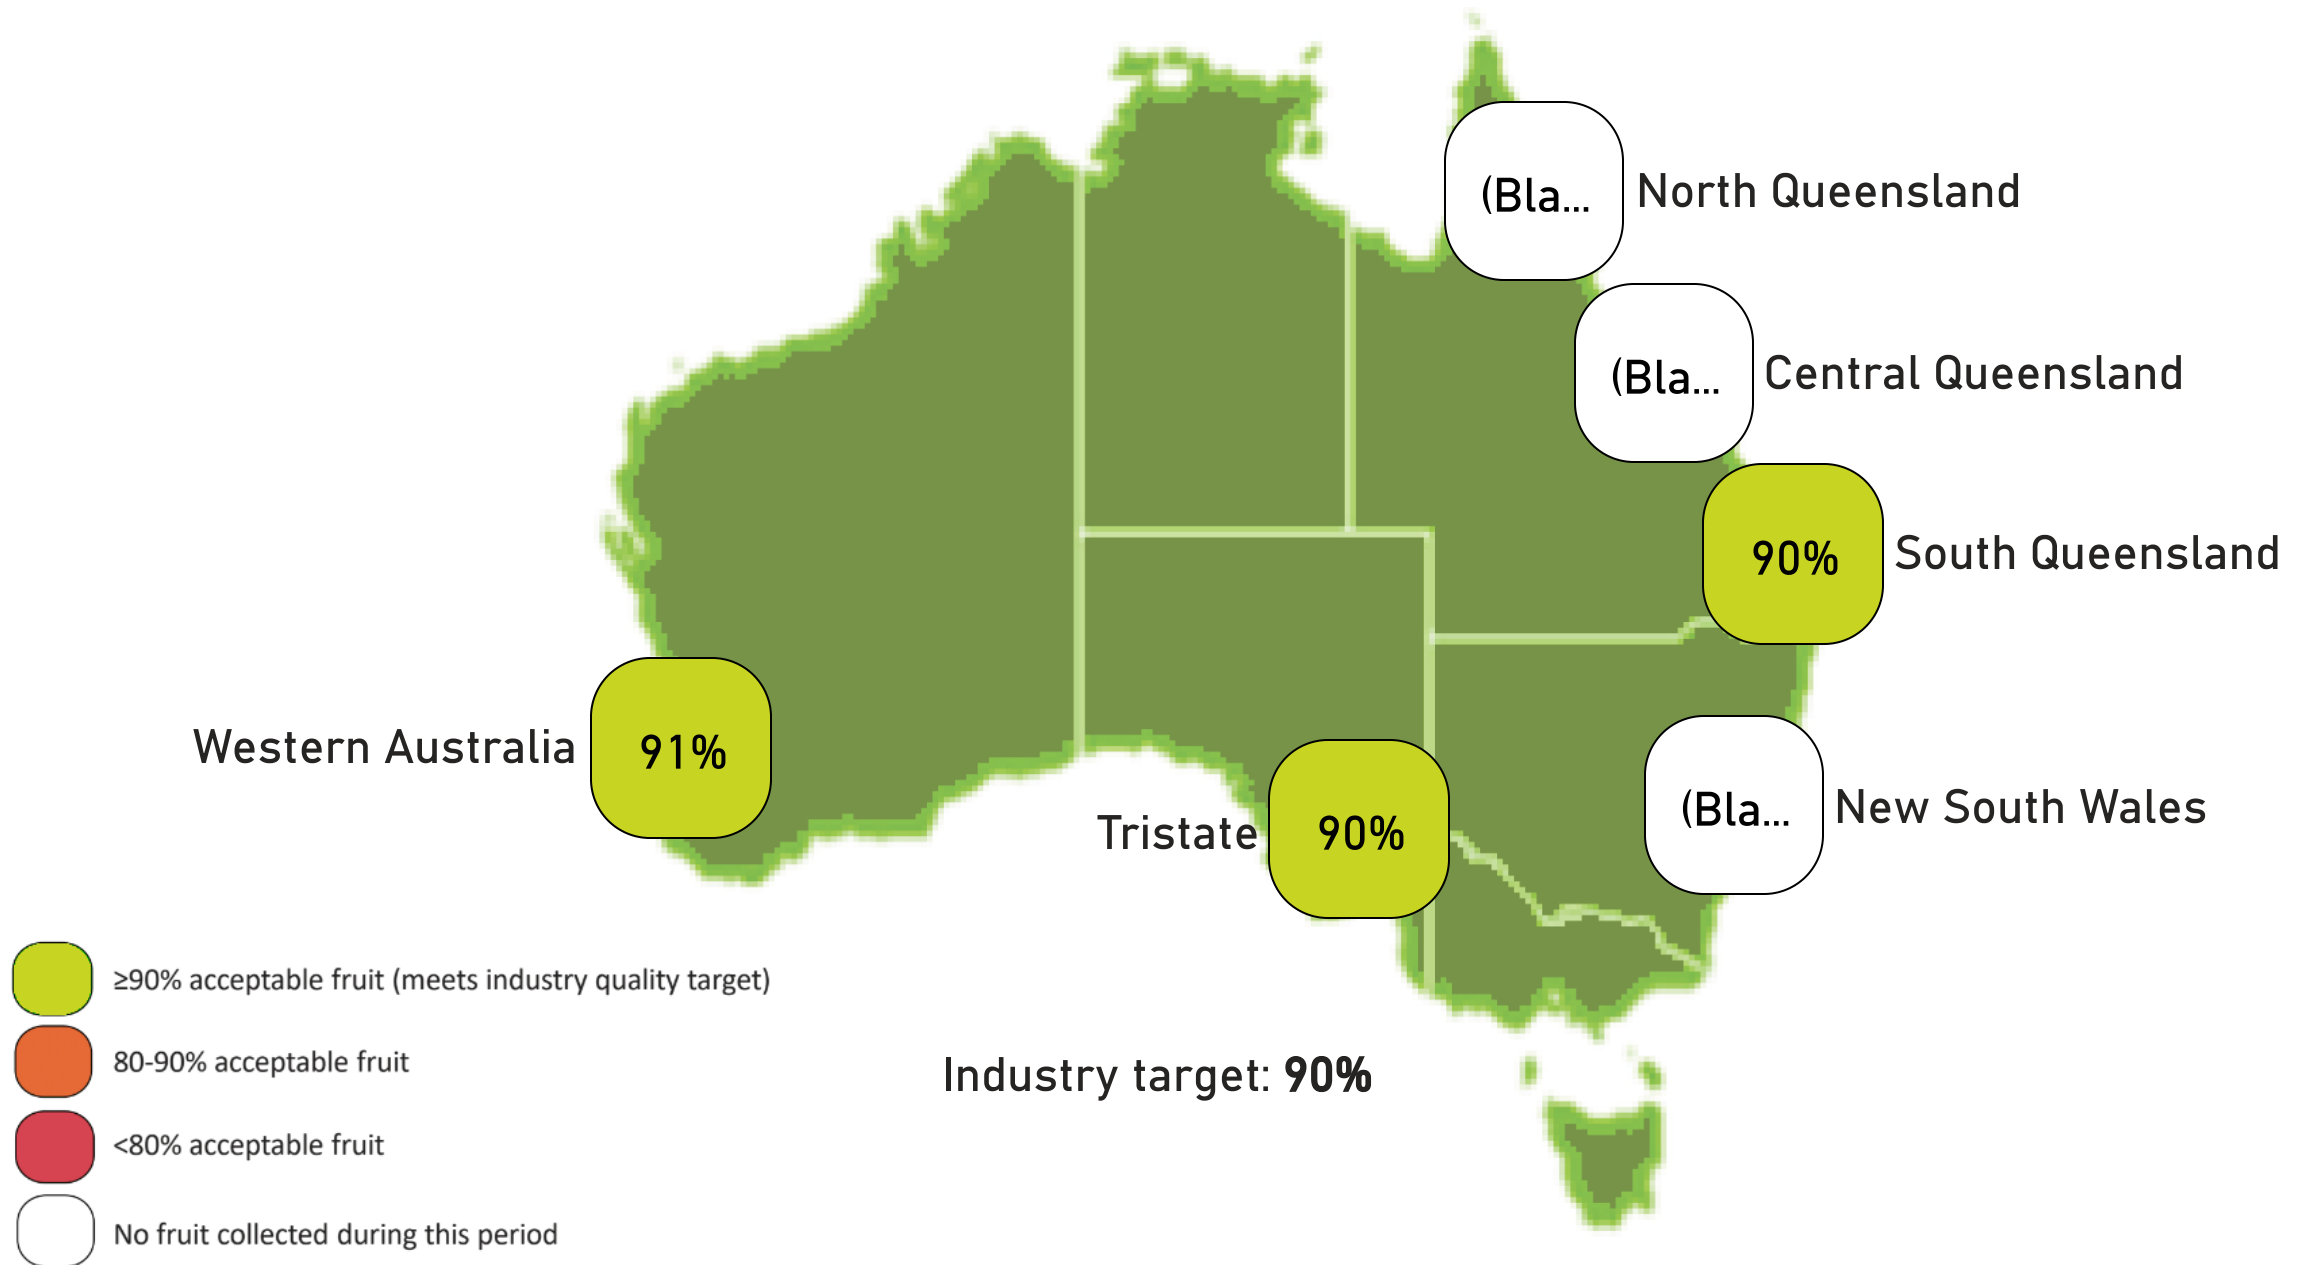 (Bla...
North Queensland
(Bla...
Central Queensland
90%
South Queensland
Western Australia
91%
Tristate
90%
(Bla...
New South Wales
≥90% acceptable fruit (meets industry quality target)
80-90% acceptable fruit
Industry target: 90%
<80% acceptable fruit
No fruit collected during this period